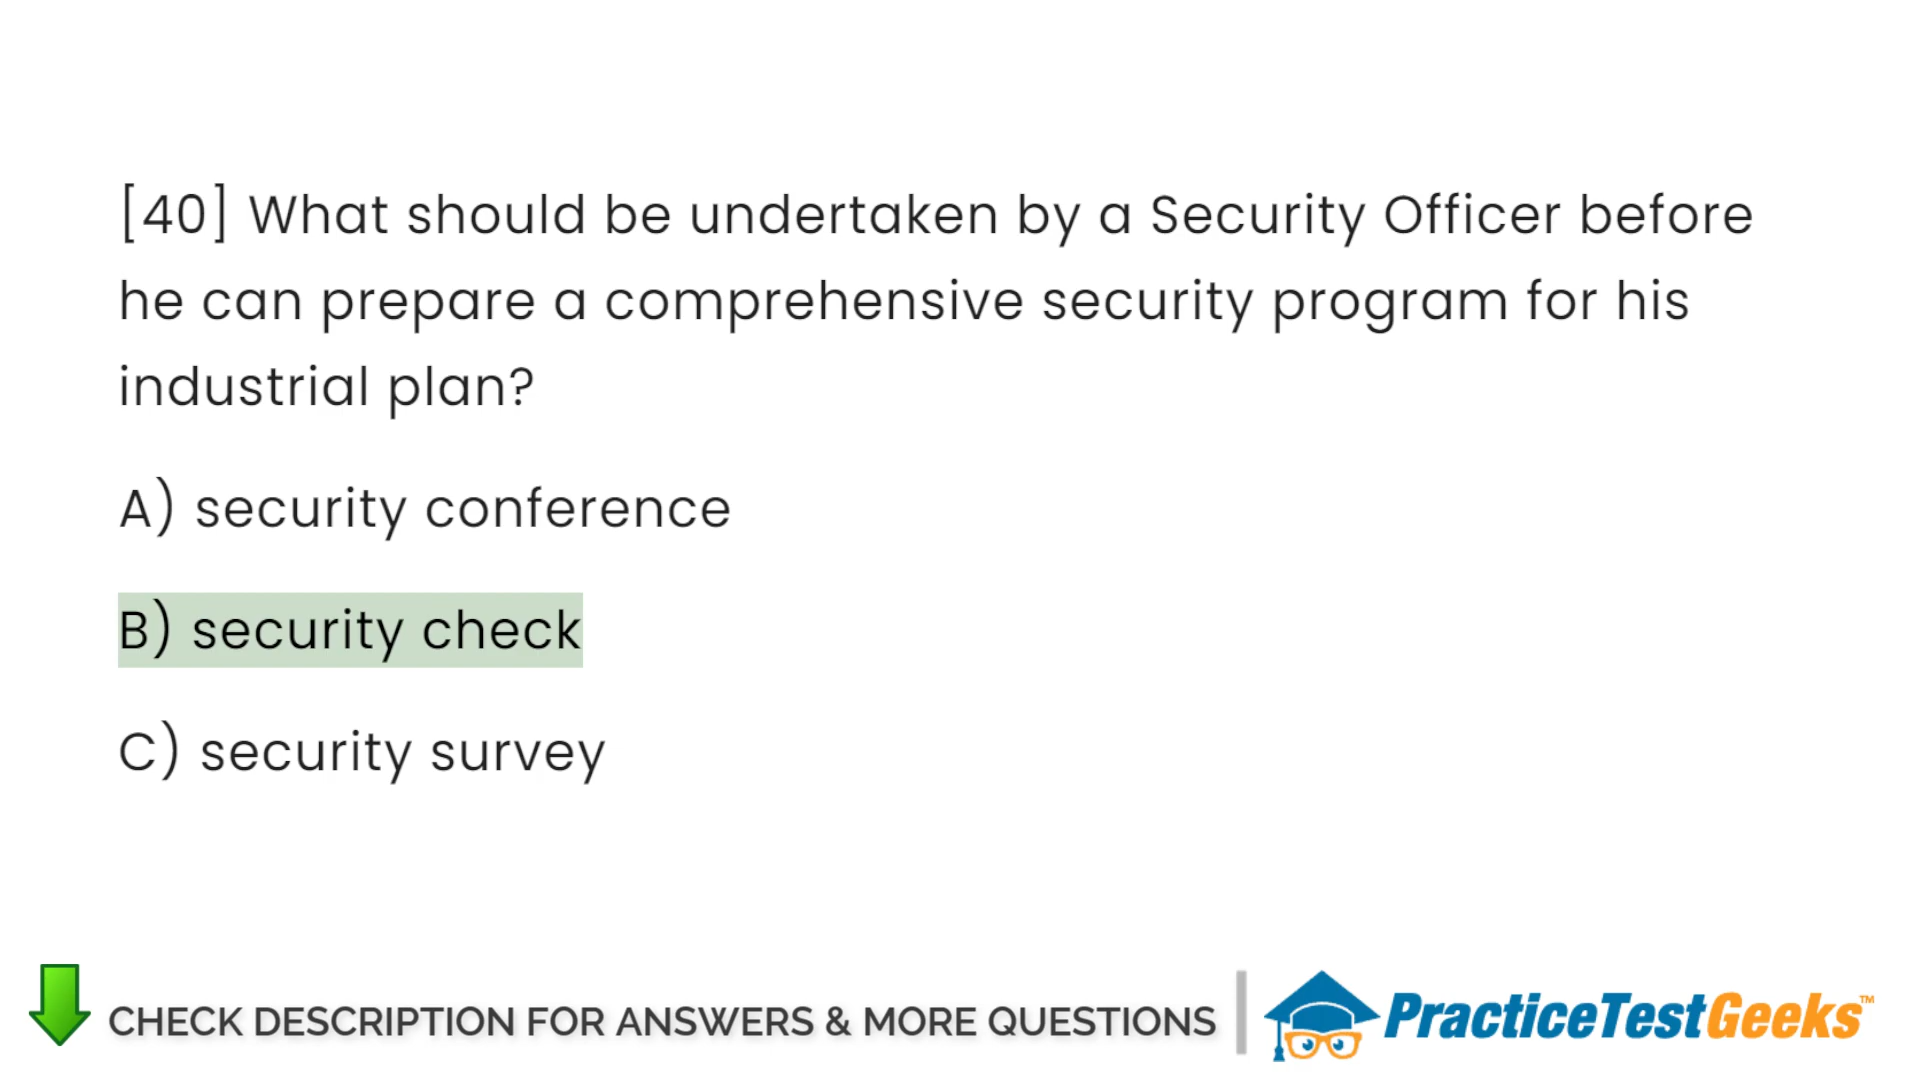 [40] What should be undertaken by a Security Officer before
he can prepare a comprehensive security program for his
industrial plan?
A) security conference
B) security check
C) security survey
CHECK DESCRIPTION FOR ANSWERS & MORE QUESTIONS
PracticeTestGeeks™